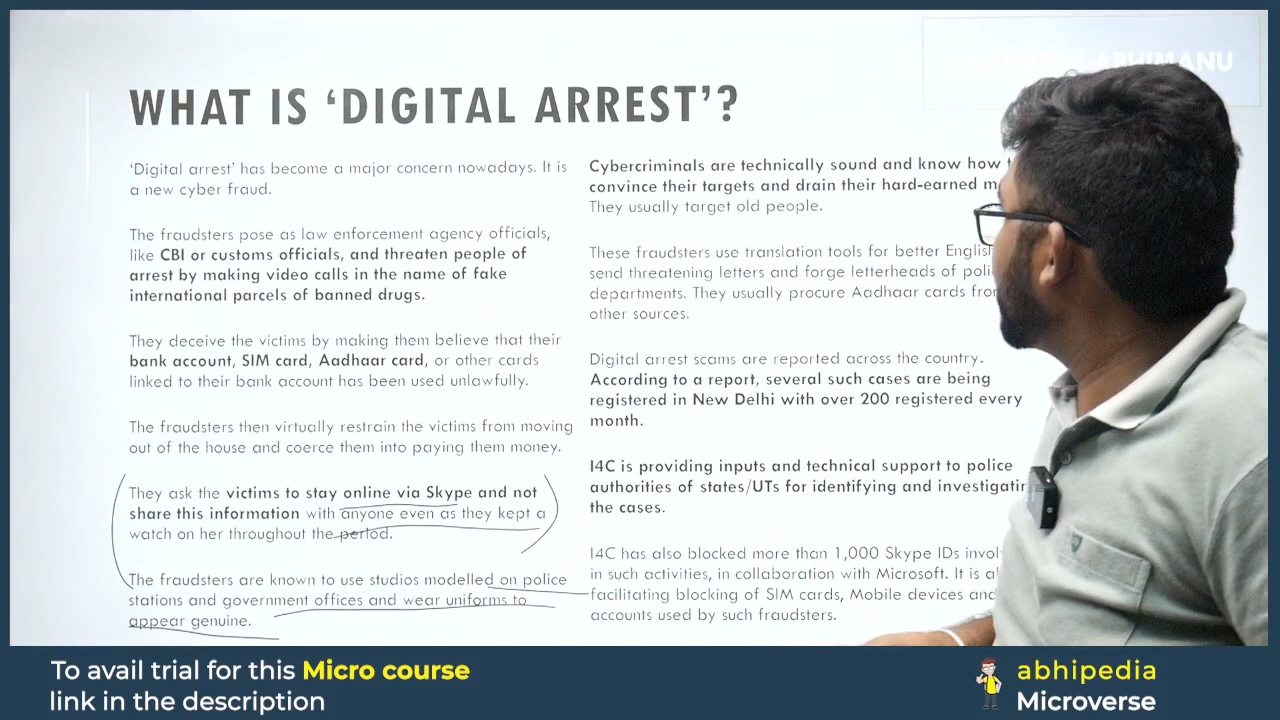 ABHIMANU
WHAT IS ‘DIGITAL ARREST’?
‘Digital arrest’ has become a major concern nowadays. It is
a new cyber fraud.
The fraudsters pose as law enforcement agency officials,
like CBI or customs officials, and threaten people of
arrest by making video calls in the name of fake
international parcels of banned drugs.
They deceive the victims by making them believe that their
bank account, SIM card, Aadhaar card, or other cards
linked to their bank account has been used unlawfully.
The fraudsters then virtually restrain the victims from moving
out of the house and coerce them into paying them money.
They ask the victims to stay online via Skype and not
share this information with anyone even as they kept a
watch on her throughout the period.
The fraudsters are known to use studios modelled on police
stations and government offices and wear uniforms to
appear genuine.
Cybercriminals are technically sound and know how
convince their targets and drain their hard-earned
They usually target old people.
These fraudsters use translation tools for better English
send threatening letters and forge letterheads of
departments. They usually procure Aadhaar cards from
other sources.
Digital arrest scams are reported across the country.
According to a report, several such cases are being
registered in New Delhi with over 200 registered every
month.
I4C is providing inputs and technical support to police
authorities of states/UTs for identifying and
the cases.
I4C has also blocked more than 1,000 Skype IDs
in such activities, in collaboration with Microsoft. It is
facilitating blocking of SIM cards, Mobile devices and
accounts used by such fraudsters.
To avail trial for this Micro course
link in the description
abhipedia
Microverse